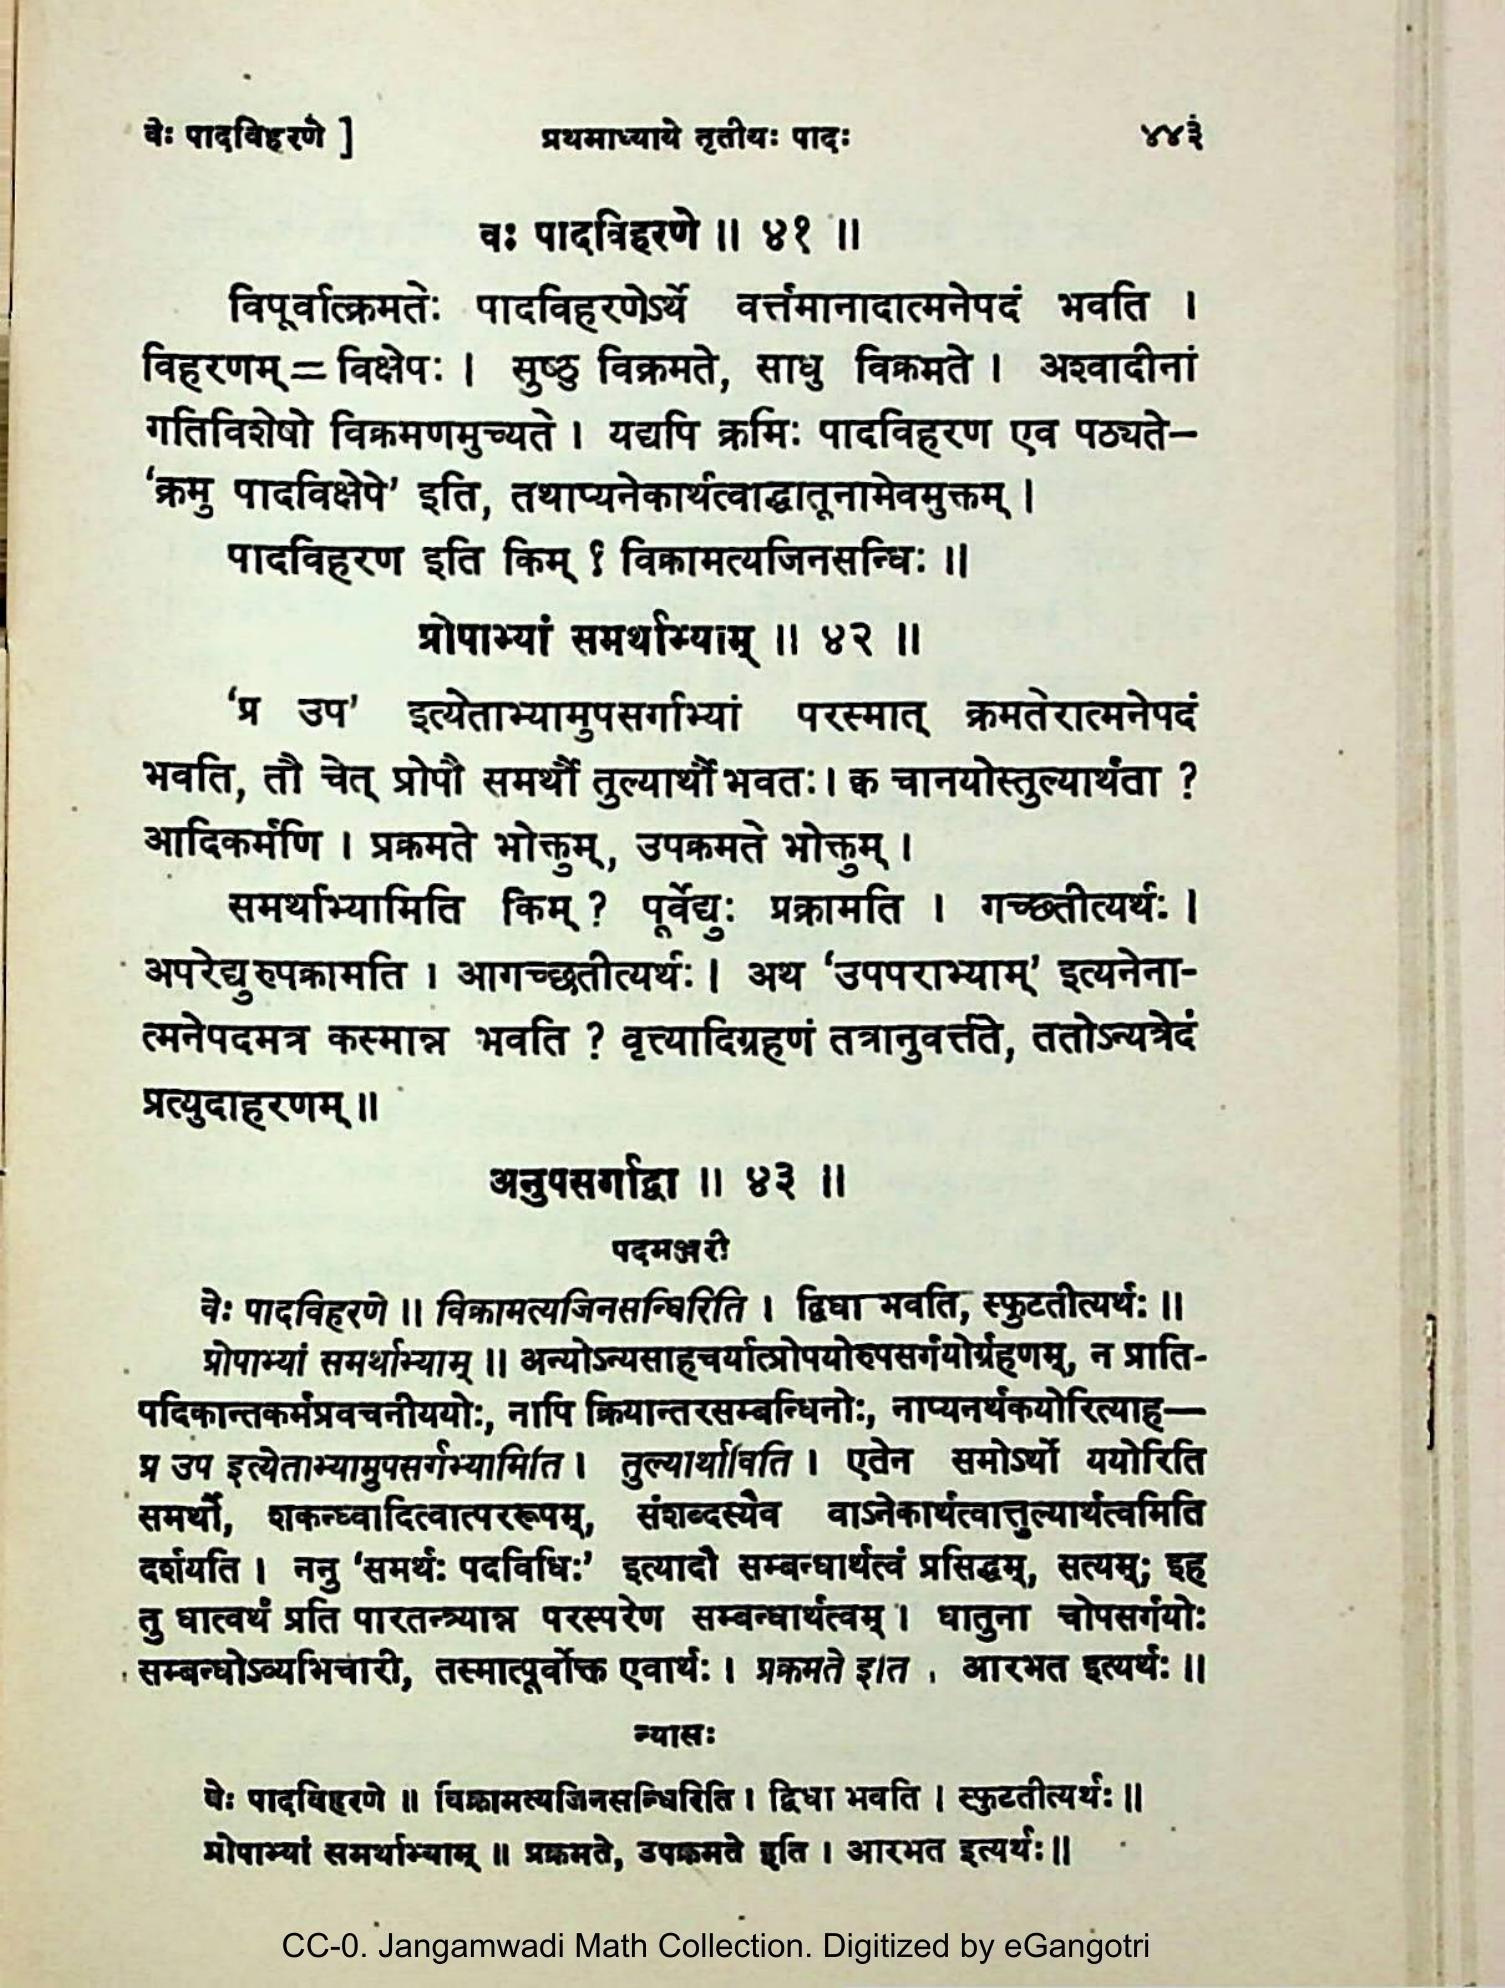 वेः पादविहरणे ] प्रथमाध्याये तृतीयः पादः ४४३
वः पादविहरणे ॥ ४१ ॥
विपूर्वात्क्रमतेः पादविहरणेऽर्थे वर्त्तमानादात्मनेपदं भवति ।
विहरणम् = विक्षेपः । सुष्ठु विक्रमते, साधु विक्रमते । अश्वादीनां
गतिविशेषो विक्रमणमुच्यते । यद्यपि क्रमिः पादविहरण एव पठ्यते–
‘क्रमु पादविक्षेपे’ इति, तथाप्यनेकार्थत्वाद्धातूनामेवमुक्तम् ।
पादविहरण इति किम् ? विक्रामत्यजिनसन्धिः ॥
प्रोपाभ्यां समर्थाभ्याम् ॥ ४२ ॥
‘प्र उप’ इत्येताभ्यामुपसर्गाभ्यां परस्मात् क्रमतेरात्मनेपदं
भवति, तौ चेत् प्रोपौ समर्थौ तुल्यार्थौ भवतः। क्व चानयोस्तुल्यार्थता ?
आदिकर्मणि । प्रक्रमते भोक्तुम्, उपक्रमते भोक्तुम् ।
समर्थाभ्यामिति किम् ? पूर्वेद्युः प्रक्रामति । गच्छतीत्यर्थः ।
अपरेद्युरुपक्रामति । आगच्छतीत्यर्थः । अथ ‘उपपराभ्याम्’ इत्यनेना-
त्मनेपदमत्र कस्मान्न भवति ? वृत्त्यादिग्रहणं तत्रानुवर्त्तते, ततोऽन्यत्रेदं
प्रत्युदाहरणम् ॥
अनुपसर्गाद्वा ॥ ४३ ॥
पदमञ्जरी
वेः पादविहरणे ॥ विक्रामत्यजिनसन्धिरिति । द्विधा भवति, स्फुटतीत्यर्थः ॥
प्रोपाभ्यां समर्थाभ्याम् ॥ अन्योऽन्यसाहचर्यात्प्रोपयोरुपसर्गयोर्ग्रहणम्, न प्राति-
पदिकान्तकर्मप्रवचनीययोः, नापि क्रियान्तरसम्बन्धिनोः, नाप्यनर्थकयोरित्याह—
प्र उप इत्येताभ्यामुपसर्गभ्यामिति । तुल्यार्थाविति । एतेन समोऽर्थो ययोरिति
समर्थौ, शकन्ध्वादित्वात्पररूपम्, संशब्दस्यैव वाऽनेकार्थत्वात्तुल्यार्थत्वमिति
दर्शयति । ननु ‘समर्थः पदविधिः’ इत्यादौ सम्बन्धार्थत्वं प्रसिद्धम्, सत्यम्; इह
तु धात्वर्थं प्रति पारतन्त्र्यान्न परस्परेण सम्बन्धार्थत्वम् । धातुना चोपसर्गयोः
सम्बन्धोऽव्यभिचारी, तस्मात्पूर्वोक्त एवार्थः । प्रक्रमते इति । आरभत इत्यर्थः ॥
न्यासः
वेः पादविहरणे ॥ विक्रामत्यजिनसन्धिरिति । द्विधा भवति । स्फुटतीत्यर्थः ॥
प्रोपाभ्यां समर्थाभ्याम् ॥ प्रक्रमते, उपक्रमते इति । आरभत इत्यर्थः ॥
CC-0. Jangamwadi Math Collection. Digitized by eGangotri